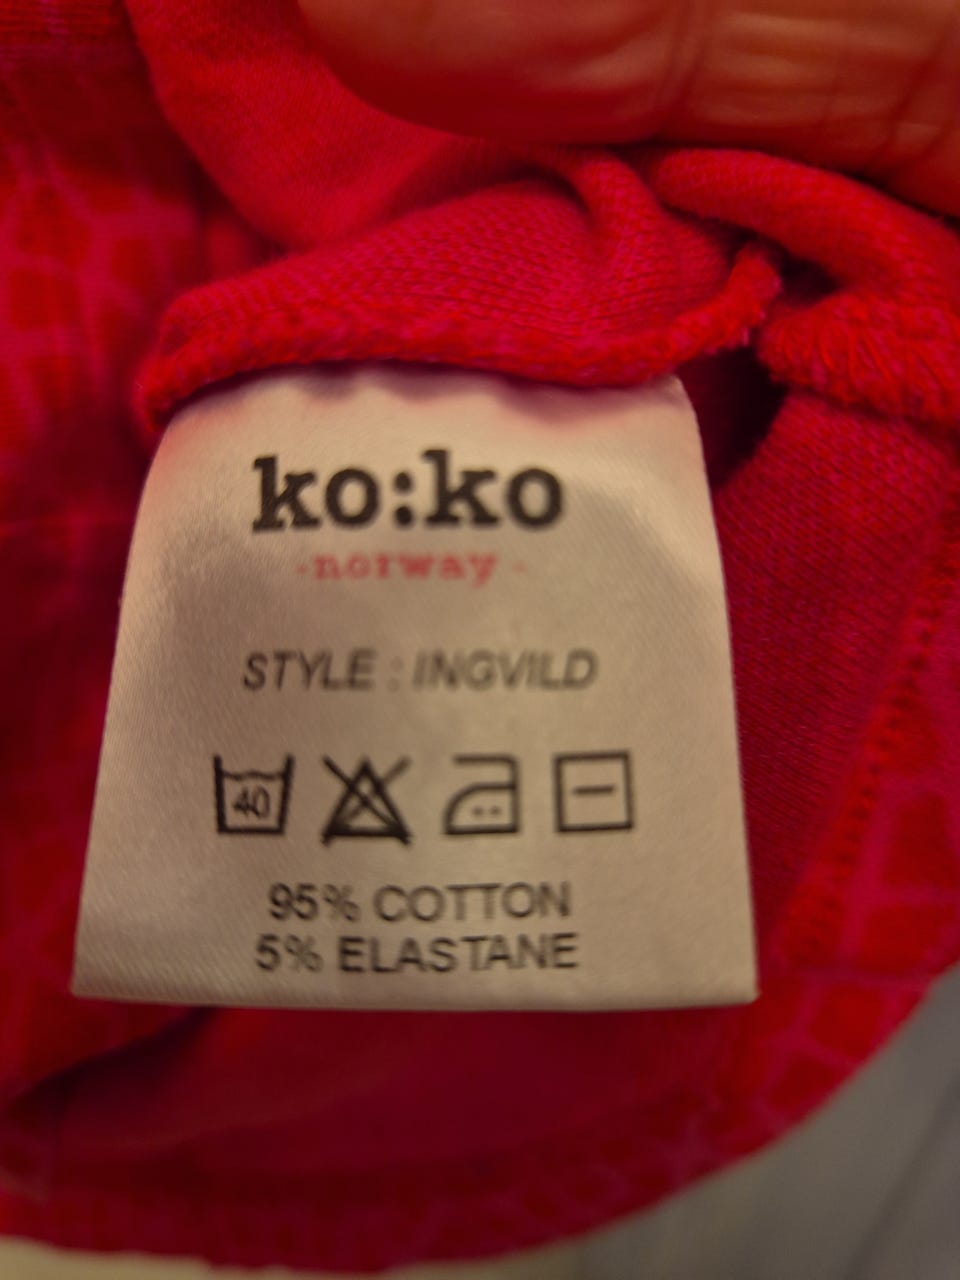 ko:ko
-norway-
STYLE : INGVILD
40
95% COTTON
5% ELASTANE